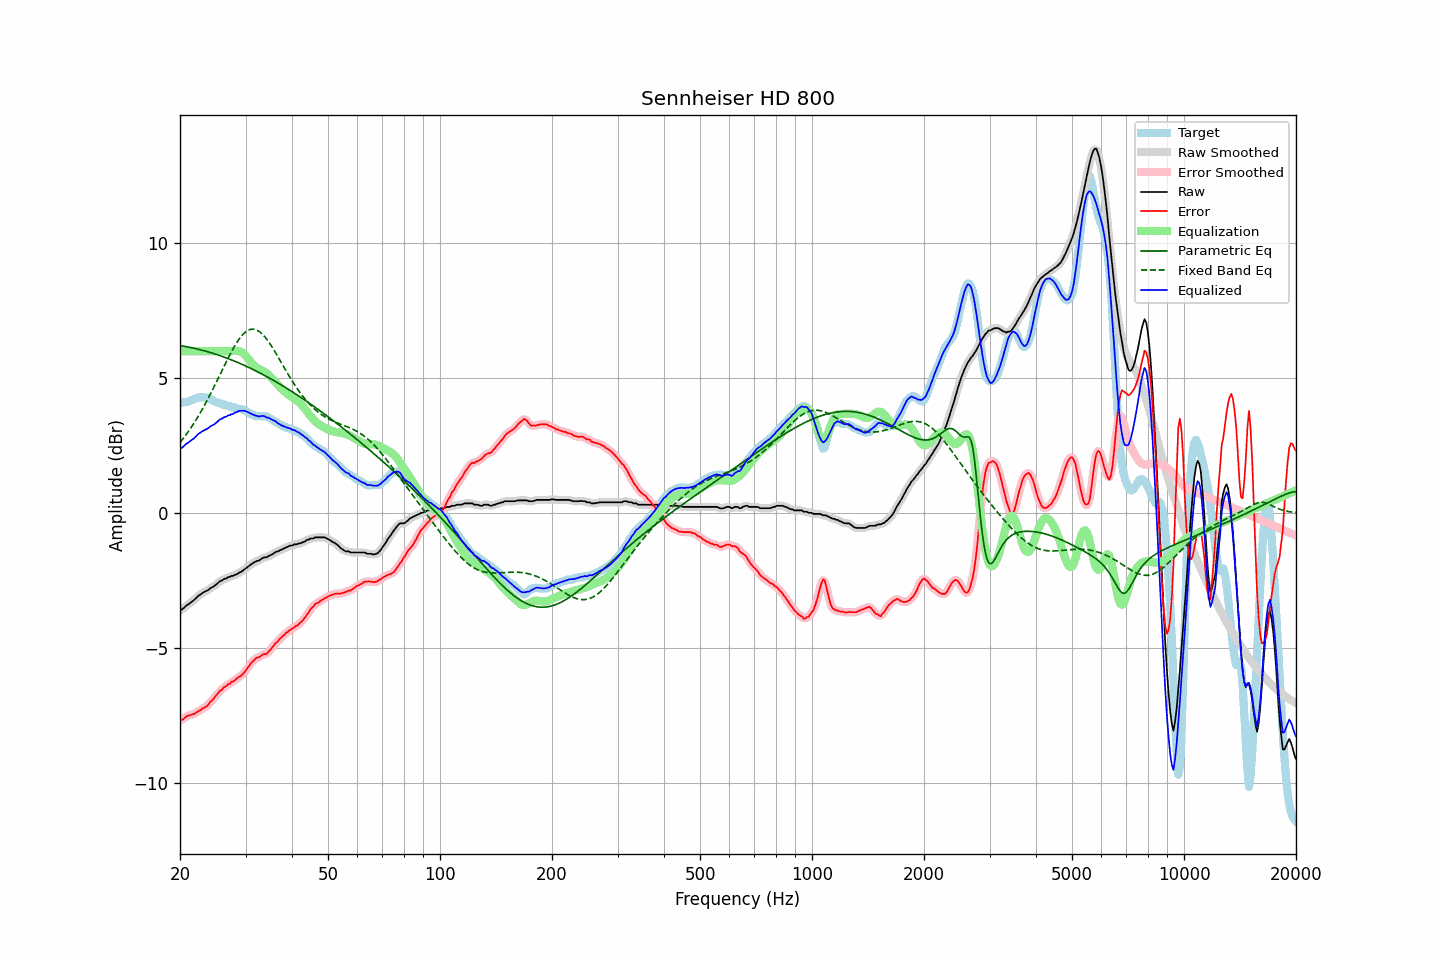 Sennheiser HD 800
Target
Raw Smoothed
Error Smoothed
Raw
Error
Equalization
Parametric Eq
Fixed Band Eq
Equalized
Amplitude (dBr)
10
5
0
−5
−10
20 50 100 200 500 1000 2000 5000 10000 20000
Frequency (Hz)